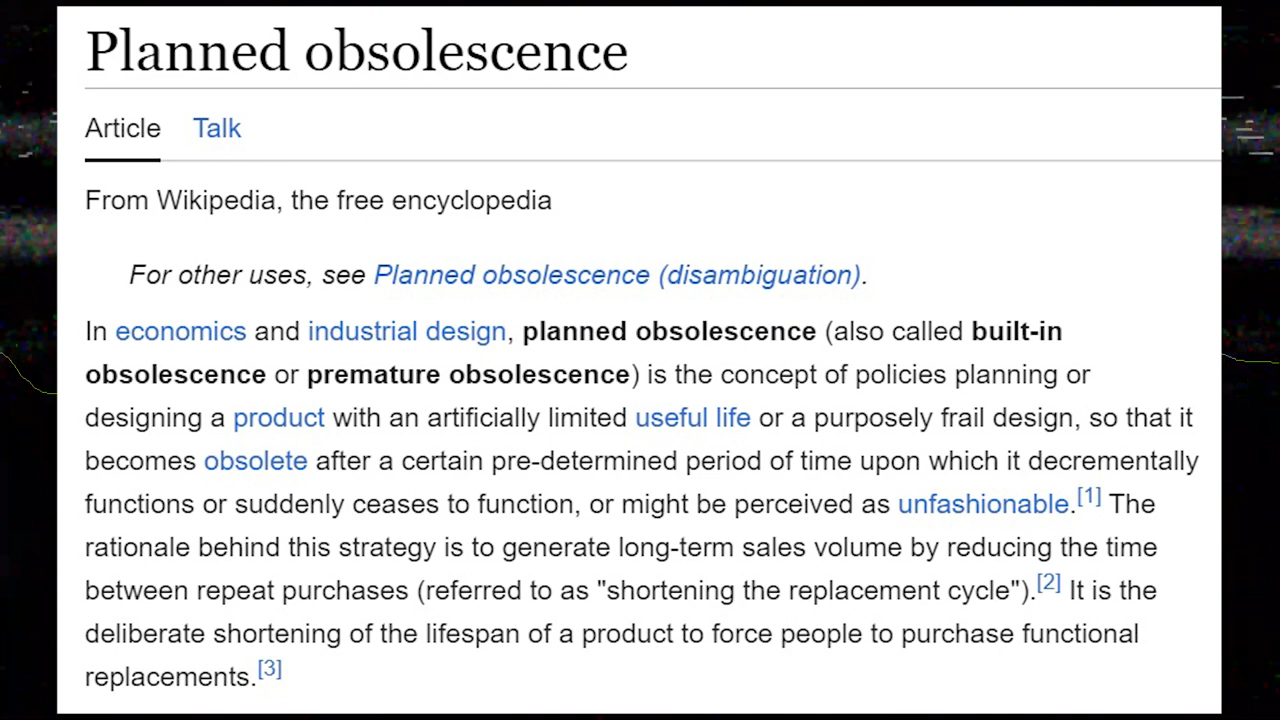 Planned obsolescence
Article Talk
From Wikipedia, the free encyclopedia
For other uses, see Planned obsolescence (disambiguation).
In economics and industrial design, planned obsolescence (also called built-in
obsolescence or premature obsolescence) is the concept of policies planning or
designing a product with an artificially limited useful life or a purposely frail design, so that it
becomes obsolete after a certain pre-determined period of time upon which it decrementally
functions or suddenly ceases to function, or might be perceived as unfashionable.[1] The
rationale behind this strategy is to generate long-term sales volume by reducing the time
between repeat purchases (referred to as "shortening the replacement cycle").[2] It is the
deliberate shortening of the lifespan of a product to force people to purchase functional
replacements.[3]